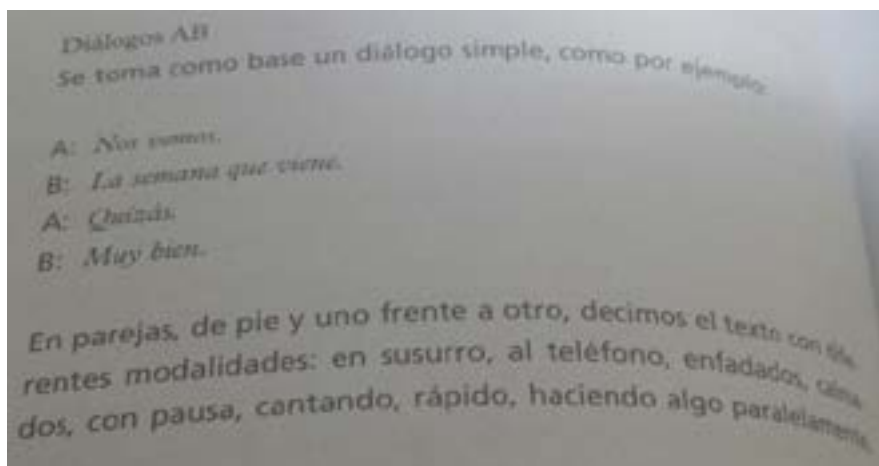 Diálogos AB
Se toma como base un diálogo simple, como por ejemplo:
A: Nos vemos.
B: La semana que viene.
A: Quizás.
B: Muy bien.
En parejas, de pie y uno frente a otro, decimos el texto con dife-
rentes modalidades: en susurro, al teléfono, enfadados, calma-
dos, con pausa, cantando, rápido, haciendo algo paralelamente,